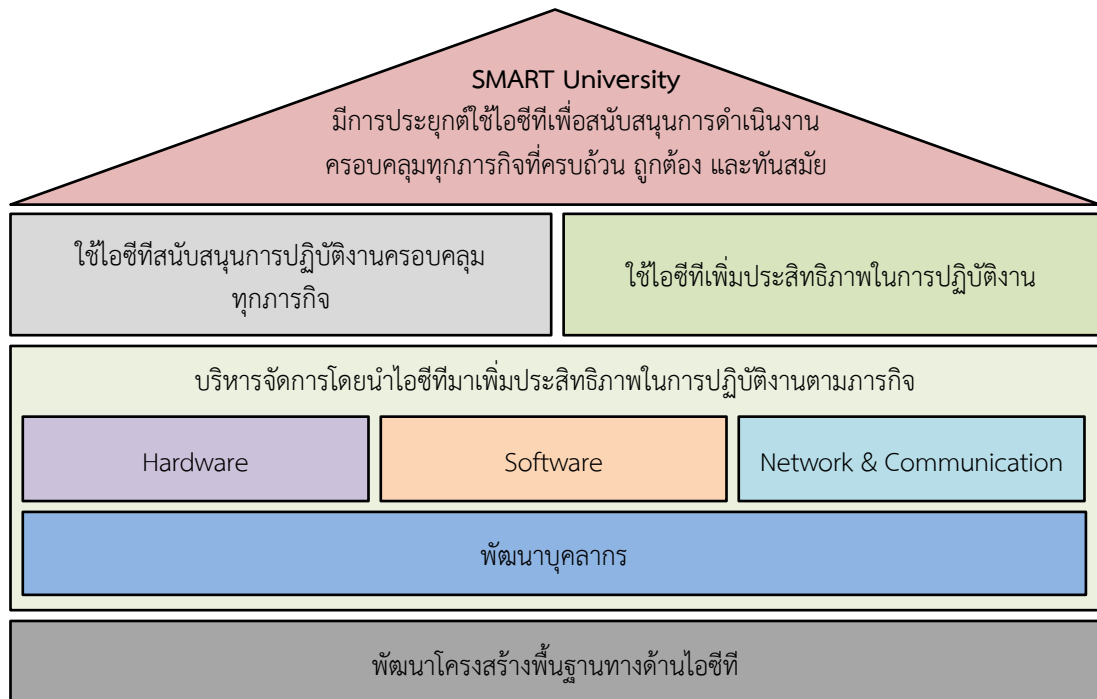 SMART University
มีการประยุกต์ใช้ไอซีทีเพื่อสนับสนุนการดำเนินงาน
ครอบคลุมทุกภารกิจที่ครบถ้วน ถูกต้อง และทันสมัย
ใช้ไอซีทีสนับสนุนการปฏิบัติงานครอบคลุม
ทุกภารกิจ
ใช้ไอซีทีเพิ่มประสิทธิภาพในการปฏิบัติงาน
บริหารจัดการโดยนำไอซีทีมาเพิ่มประสิทธิภาพในการปฏิบัติงานตามภารกิจ
Hardware
Software
Network & Communication
พัฒนาบุคลากร
พัฒนาโครงสร้างพื้นฐานทางด้านไอซีที